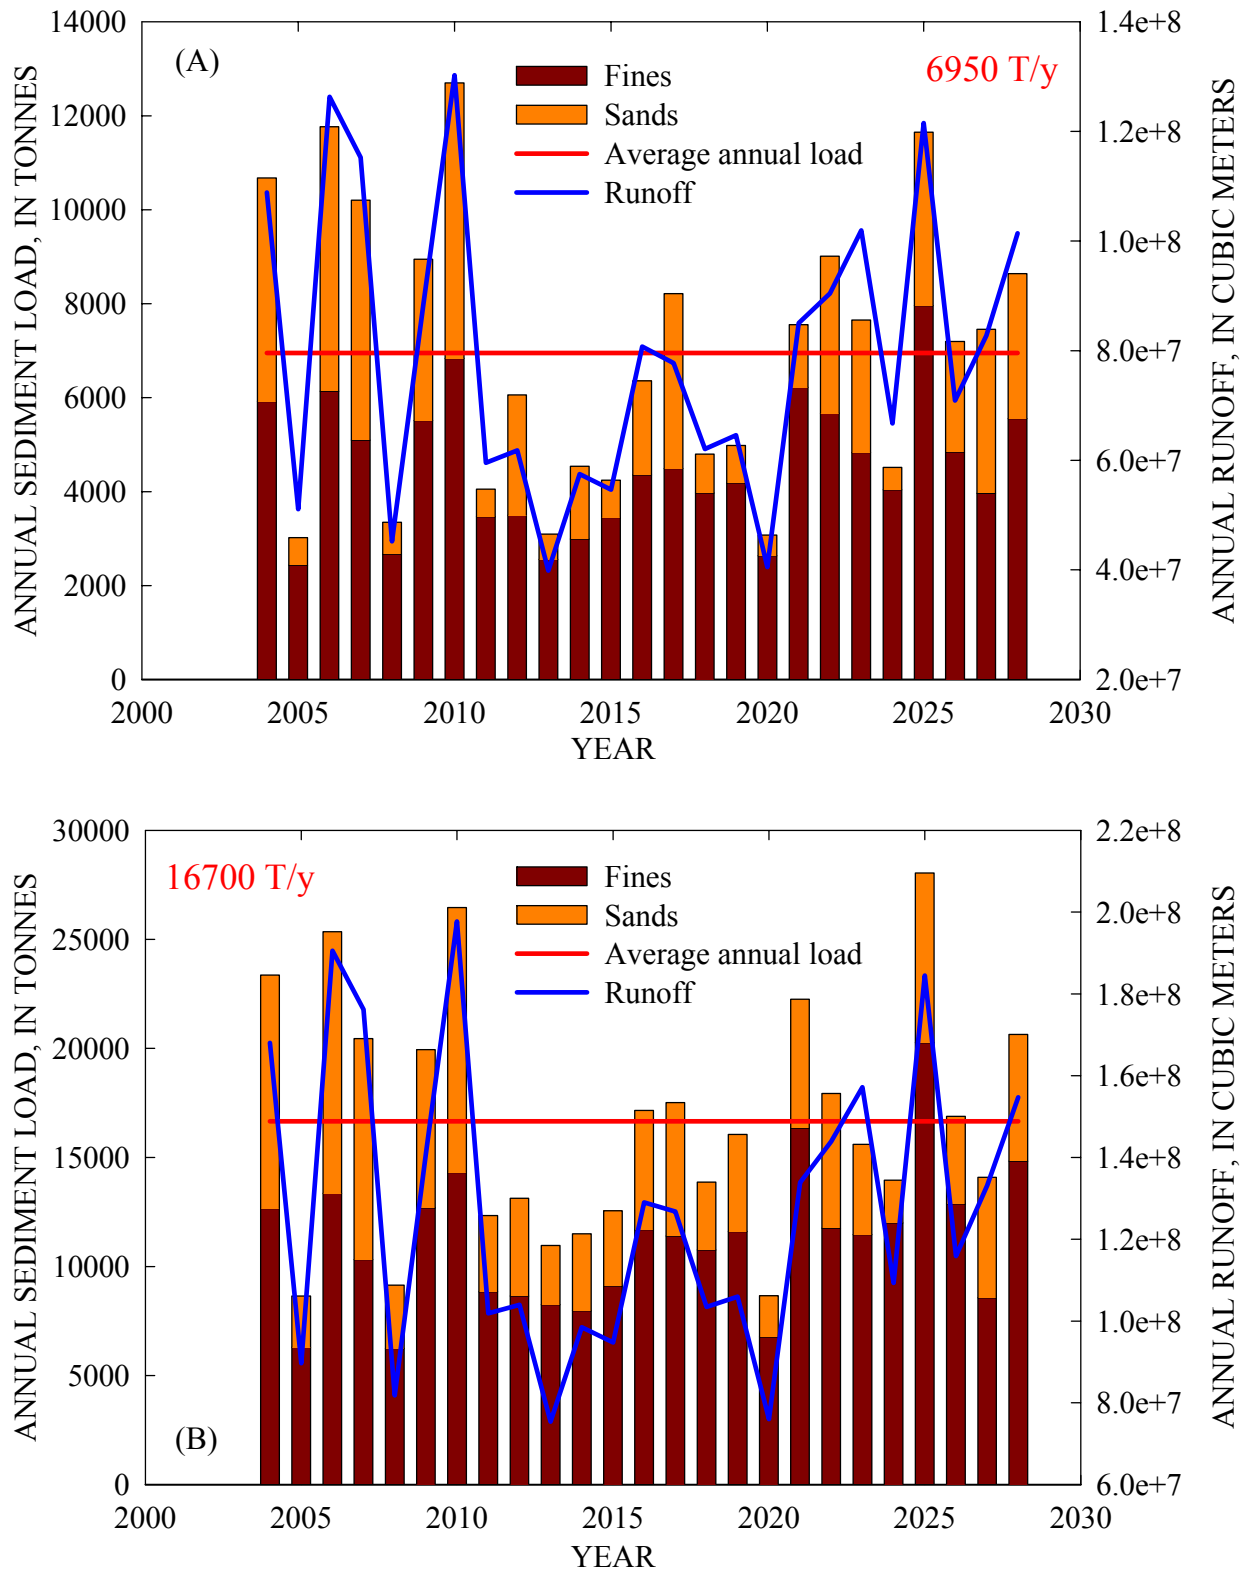 14000
12000
10000
8000
6000
4000
2000
0
ANNUAL SEDIMENT LOAD, IN TONNES
(A)
Fines
Sands
Average annual load
Runoff
6950 T/y
1.4e+8
1.2e+8
1.0e+8
8.0e+7
6.0e+7
4.0e+7
2.0e+7
ANNUAL RUNOFF, IN CUBIC METERS
2000 2005 2010 2015 2020 2025 2030
YEAR
30000
25000
20000
15000
10000
5000
0
ANNUAL SEDIMENT LOAD, IN TONNES
16700 T/y
Fines
Sands
Average annual load
Runoff
(B)
2.2e+8
2.0e+8
1.8e+8
1.6e+8
1.4e+8
1.2e+8
1.0e+8
8.0e+7
6.0e+7
ANNUAL RUNOFF, IN CUBIC METERS
2000 2005 2010 2015 2020 2025 2030
YEAR